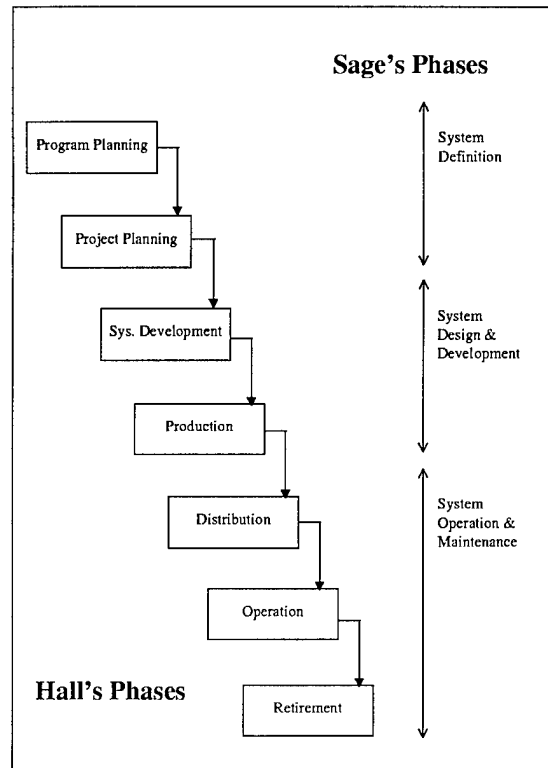 Sage's Phases
Program Planning
System
Definition
Project Planning
Sys. Development
System
Design &
Development
Production
Distribution
System
Operation &
Maintenance
Operation
Hall's Phases
Retirement